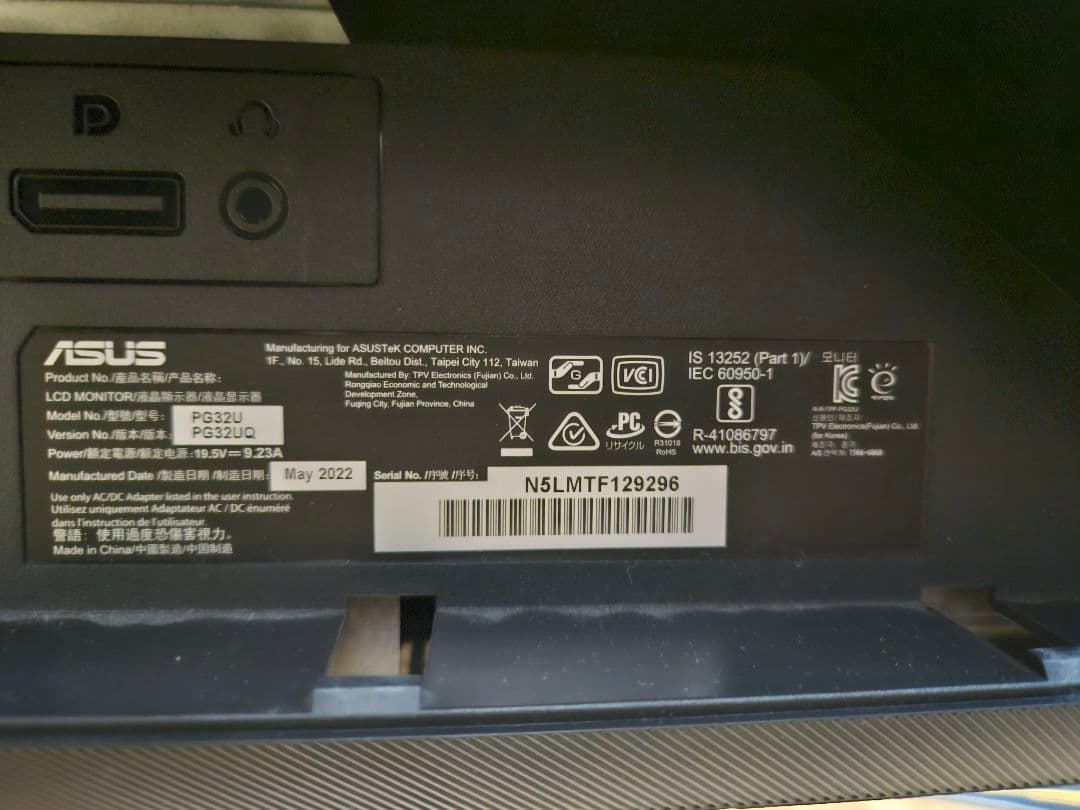 ASUS
Manufacturing for ASUSTeK COMPUTER INC.
1F., No. 15, Lide Rd., Beitou Dist., Taipei City 112, Taiwan
Manufactured By: TPV Electronics (Fujian) Co., Ltd.
Rongqiao Economic and Technological
Development Zone,
Fuqing City, Fujian Province, China
Product No./產品名稱/产品名称:
LCD MONITOR/液晶顯示器/液晶显示器
Model No./型號/型号: PG32U
Version No./版本/版本: PG32UQ
Power/額定電源/额定电源: 19.5V⎓9.23A
Manufactured Date /製造日期 /制造日期: May 2022
Use only AC/DC Adapter listed in the user instruction.
Utilisez uniquement Adaptateur AC / DC énuméré
dans l'instruction de l'utilisateur.
警語: 使用過度恐傷害視力。
Made in China/中國製造/中国制造
Serial No. /序號 /序号:
N5LMTF129296
G
VCI
PC
リサイクル
R31018
RoHS
IS 13252 (Part 1)/
IEC 60950-1
R-41086797
www.bis.gov.in
모니터
TPV Electronics(Fujian) Co., Ltd.
(for Korea)